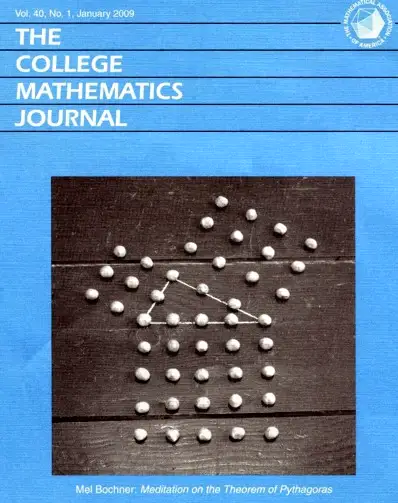 Vol. 40, No. 1, January 2009
THE
COLLEGE
MATHEMATICS
JOURNAL
THE MATHEMATICAL ASSOCIATION OF AMERICA
Mel Bochner: Meditation on the Theorem of Pythagoras